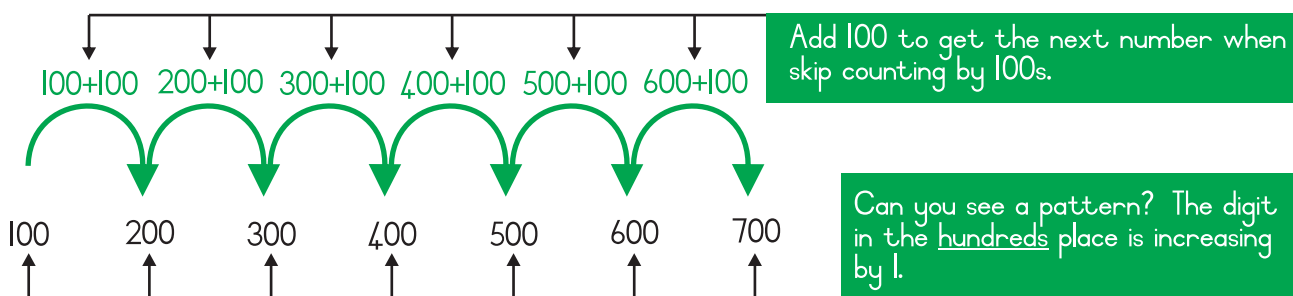 Add 100 to get the next number when
skip counting by 100s.
100+100 200+100 300+100 400+100 500+100 600+100
100 200 300 400 500 600 700
Can you see a pattern? The digit
in the hundreds place is increasing
by 1.